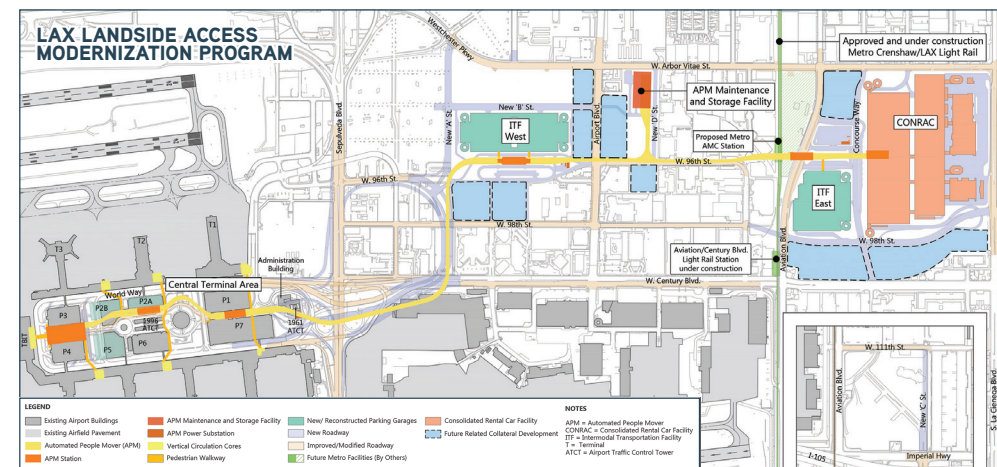 LAX LANDSIDE ACCESS
MODERNIZATION PROGRAM
Westchester Pkwy
Sepulveda Blvd.
W. Arbor Vitae St.
Approved and under construction
Metro Crenshaw/LAX Light Rail
APM Maintenance
and Storage Facility
New 'A' St.
New 'B' St.
Airport Blvd.
New 'D' St.
ITF
West
Proposed Metro
AMC Station
Concourse Way
CONRAC
W. 96th St.
W. 96th St.
ITF
East
W. 98th St.
W. 98th St.
Aviation Blvd.
Aviation/Century Blvd.
Light Rail Station
under construction
W. Century Blvd.
T3
T2
T1
Administration
Building
Central Terminal Area
World Way
P3
P2B
P2A
P1
1996
ATCT
P7
1961
ATCT
P4
P5
P6
TBIT
W. 111th St.
Aviation Blvd.
New 'C' St.
S. La Cienega Blvd.
I-105
Imperial Hwy
LEGEND
Existing Airport Buildings
Existing Airfield Pavement
Automated People Mover (APM)
APM Station
APM Maintenance and Storage Facility
APM Power Substation
Vertical Circulation Cores
Pedestrian Walkway
New/ Reconstructed Parking Garages
New Roadway
Improved/Modified Roadway
Future Metro Facilities (By Others)
Consolidated Rental Car Facility
Future Related Collateral Development
NOTES
APM = Automated People Mover
CONRAC = Consolidated Rental Car Facility
ITF = Intermodal Transportation Facility
T = Terminal
ATCT = Airport Traffic Control Tower